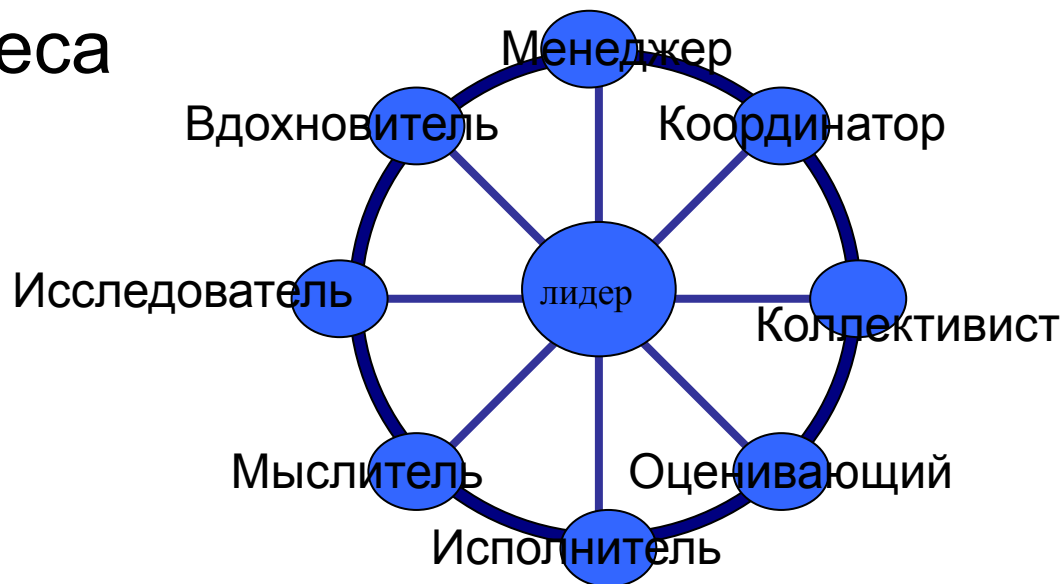 еса
Менеджер
Вдохновитель
Координатор
Исследователь
лидер
Коллективист
Мыслитель
Оценивающий
Исполнитель